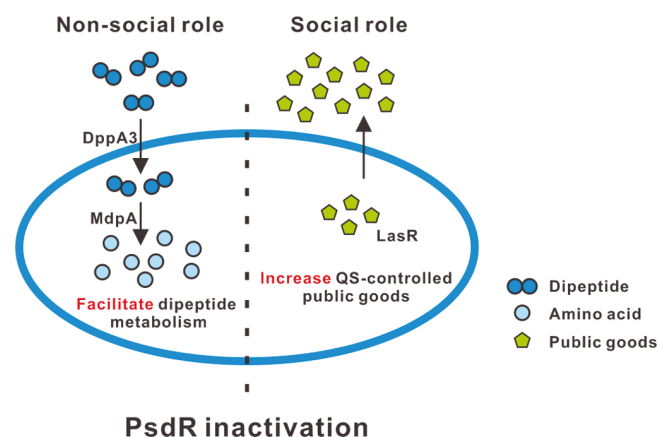 Non-social role
Social role
DppA3
MdpA
LasR
Facilitate dipeptide
metabolism
Increase QS-controlled
public goods
Dipeptide
Amino acid
Public goods
PsdR inactivation